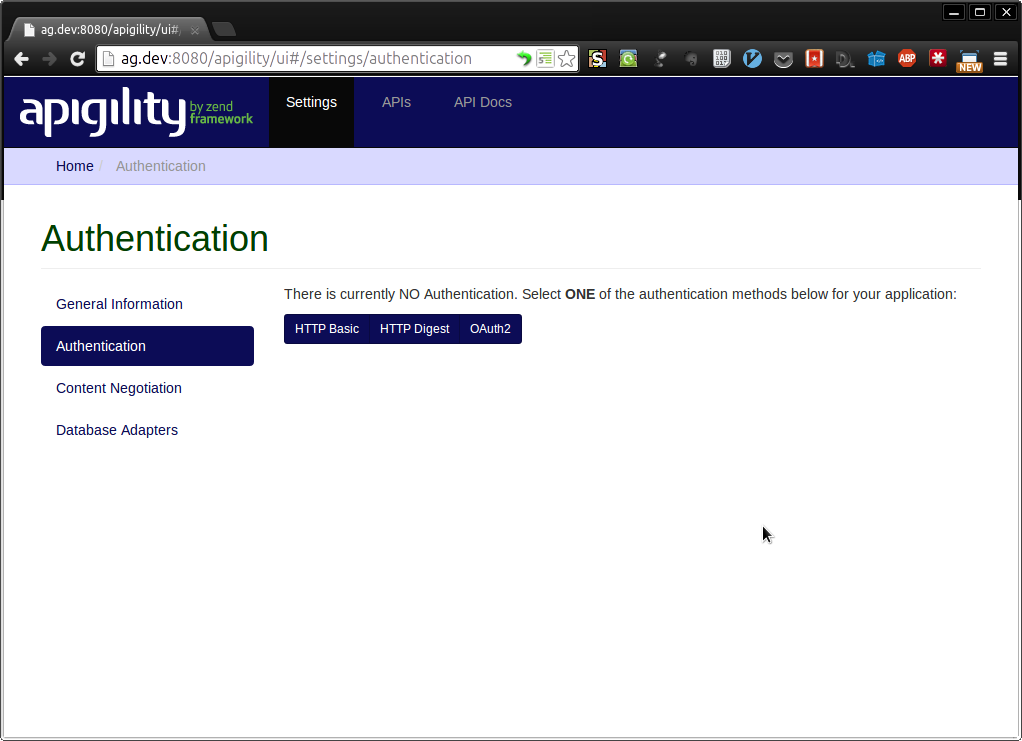 ag.dev:8080/apigility/ui#/
ag.dev:8080/apigility/ui#/settings/authentication
ABP
NEW
apigility by zend framework
Settings
APIs
API Docs
Home / Authentication
Authentication
General Information
Authentication
Content Negotiation
Database Adapters
There is currently NO Authentication. Select ONE of the authentication methods below for your application:
HTTP Basic
HTTP Digest
OAuth2